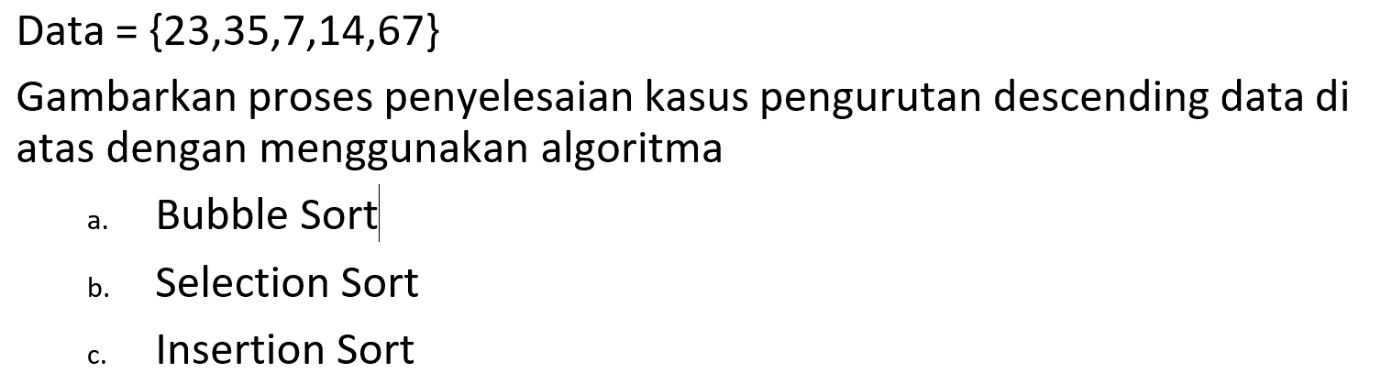 Data = {23,35,7,14,67}
Gambarkan proses penyelesaian kasus pengurutan descending data di
atas dengan menggunakan algoritma
a. Bubble Sort
b. Selection Sort
c. Insertion Sort